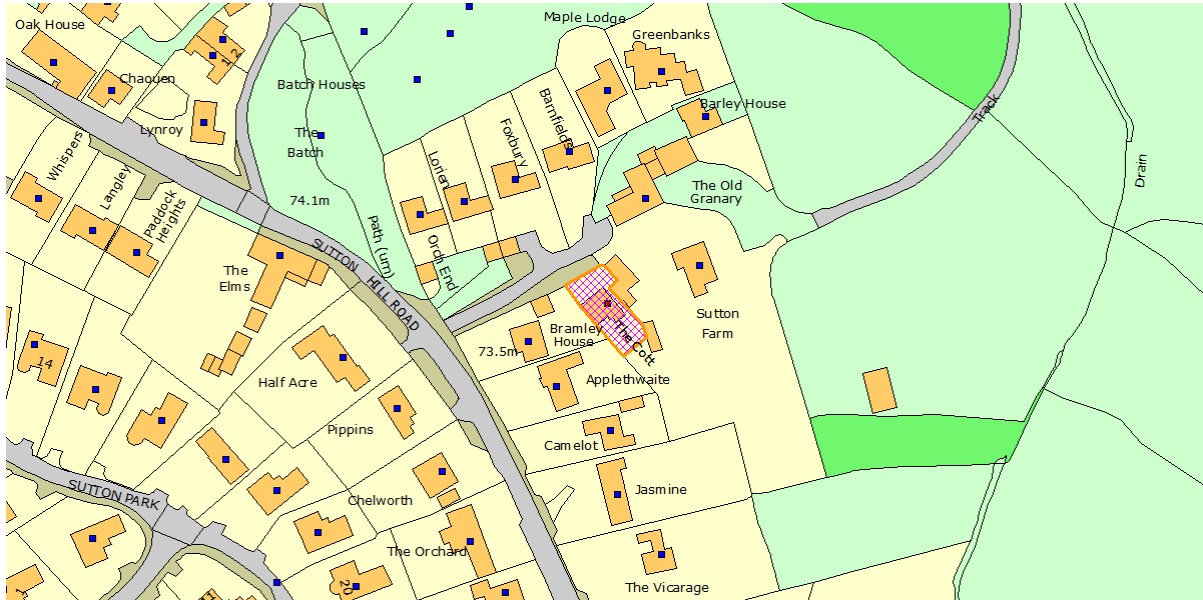 Oak House
Maple Lodge
Greenbanks
1
2
Chaouen
Batch Houses
Barley House
Track
Lynroy
The
Batch
Barnfields
Foxbury
Whispers
Lorien
Drain
Langley
Paddock
Heights
The Old
Granary
74.1m
Path (um)
SUTTON HILL ROAD
Orch End
The
Elms
Sutton
Farm
Bramley
House
The Cott
73.5m
14
Half Acre
Applethwaite
Pippins
Camelot
SUTTON PARK
Chelworth
Jasmine
The Orchard
20
The Vicarage